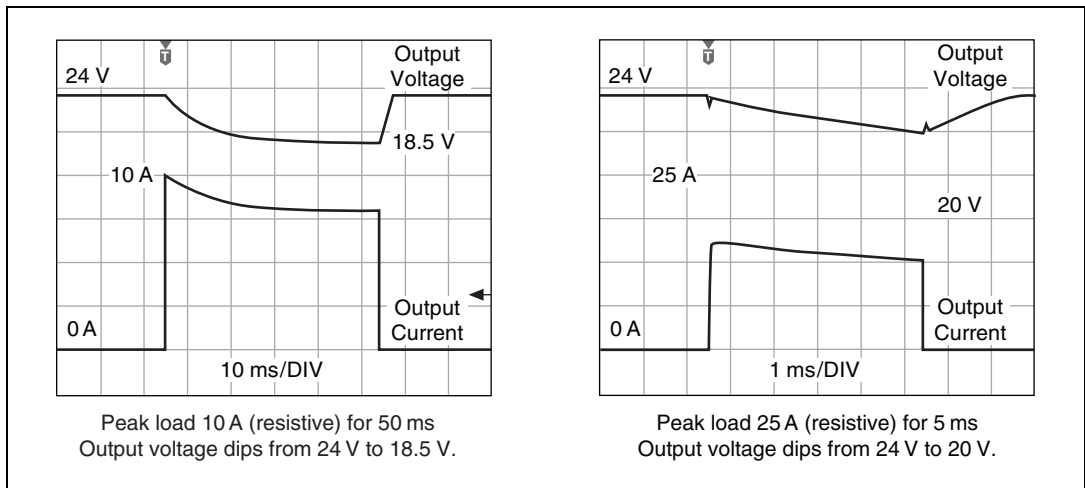 T
Output
Voltage
24 V
18.5 V
10 A
Output
Current
0 A
10 ms/DIV
Peak load 10 A (resistive) for 50 ms
Output voltage dips from 24 V to 18.5 V.
T
Output
Voltage
24 V
25 A
20 V
Output
Current
0 A
1 ms/DIV
Peak load 25 A (resistive) for 5 ms
Output voltage dips from 24 V to 20 V.